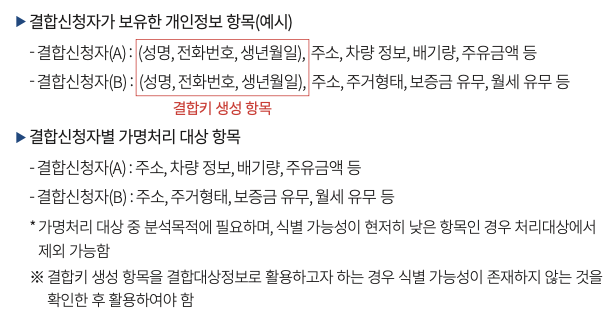 ▶ 결합신청자가 보유한 개인정보 항목(예시)
- 결합신청자(A) : (성명, 전화번호, 생년월일), 주소, 차량 정보, 배기량, 주유금액 등
- 결합신청자(B) : (성명, 전화번호, 생년월일), 주소, 주거형태, 보증금 유무, 월세 유무 등
결합키 생성 항목
▶ 결합신청자별 가명처리 대상 항목
- 결합신청자(A) : 주소, 차량 정보, 배기량, 주유금액 등
- 결합신청자(B) : 주소, 주거형태, 보증금 유무, 월세 유무 등
* 가명처리 대상 중 분석목적에 필요하며, 식별 가능성이 현저히 낮은 항목인 경우 처리대상에서
제외 가능함
※ 결합키 생성 항목을 결합대상정보로 활용하고자 하는 경우 식별 가능성이 존재하지 않는 것을
확인한 후 활용하여야 함